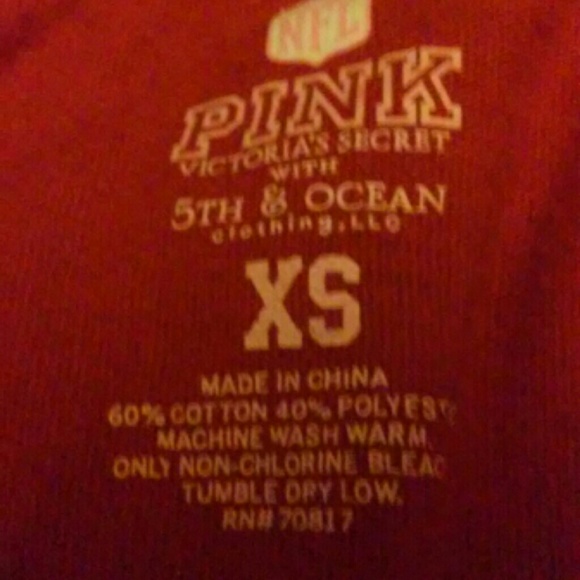 NFL
PINK
VICTORIA'S SECRET
WITH
5TH & OCEAN
clothing, LLC
XS
MADE IN CHINA
60% COTTON 40% POLYEST
MACHINE WASH WARM,
ONLY NON-CHLORINE BLEAC
TUMBLE DRY LOW.
RN# 70817